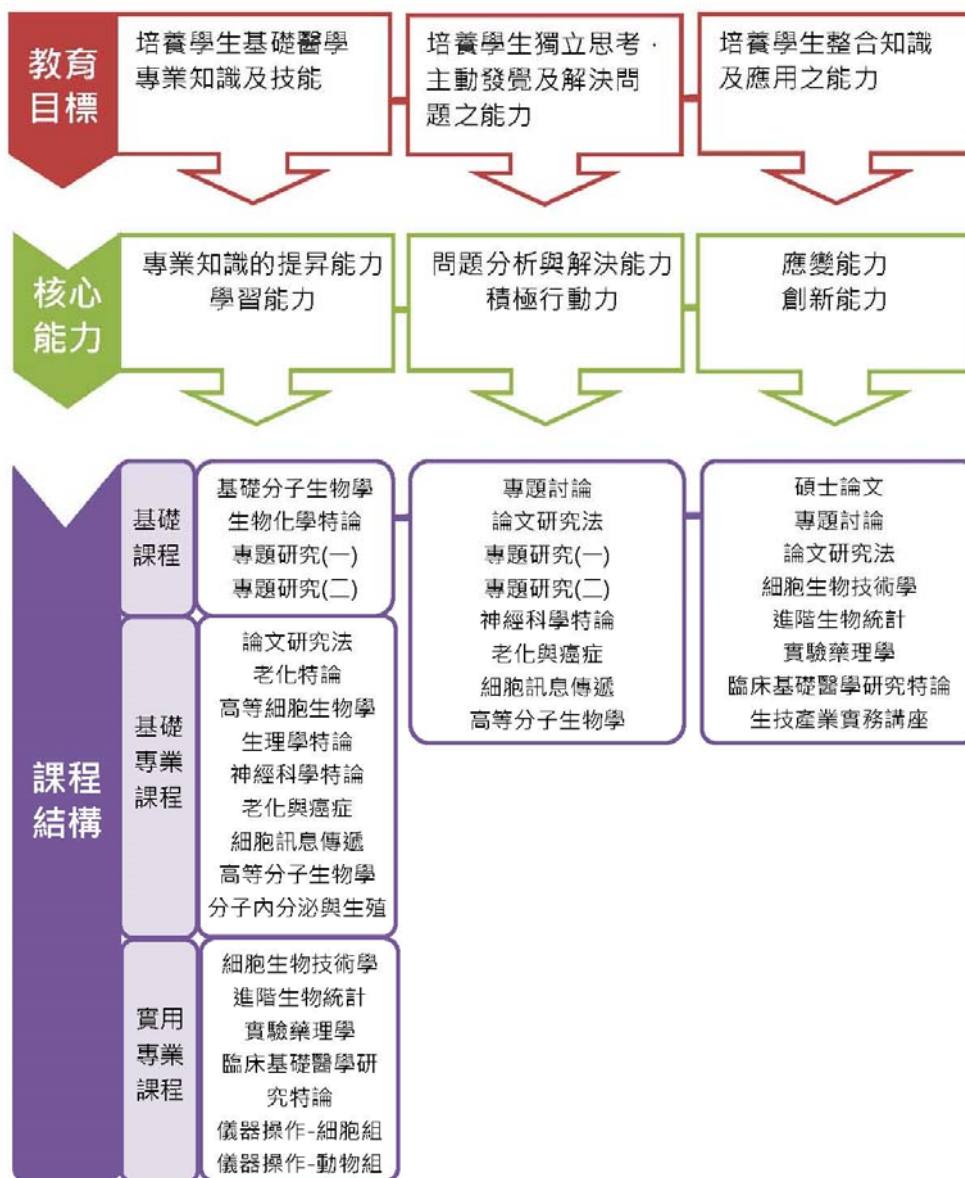 教育
目標
培養學生基礎醫學
專業知識及技能
培養學生獨立思考，
主動發覺及解決問
題之能力
培養學生整合知識
及應用之能力
核心
能力
專業知識的提昇能力
學習能力
問題分析與解決能力
積極行動力
應變能力
創新能力
課程
結構
基礎
課程
基礎分子生物學
生物化學特論
專題研究(一)
專題研究(二)
基礎
專業
課程
論文研究法
老化特論
高等細胞生物學
生理學特論
神經科學特論
老化與癌症
細胞訊息傳遞
高等分子生物學
分子內分泌與生殖
實用
專業
課程
細胞生物技術學
進階生物統計
實驗藥理學
臨床基礎醫學研
究特論
儀器操作-細胞組
儀器操作-動物組
專題討論
論文研究法
專題研究(一)
專題研究(二)
神經科學特論
老化與癌症
細胞訊息傳遞
高等分子生物學
碩士論文
專題討論
論文研究法
細胞生物技術學
進階生物統計
實驗藥理學
臨床基礎醫學研究特論
生技產業實務講座